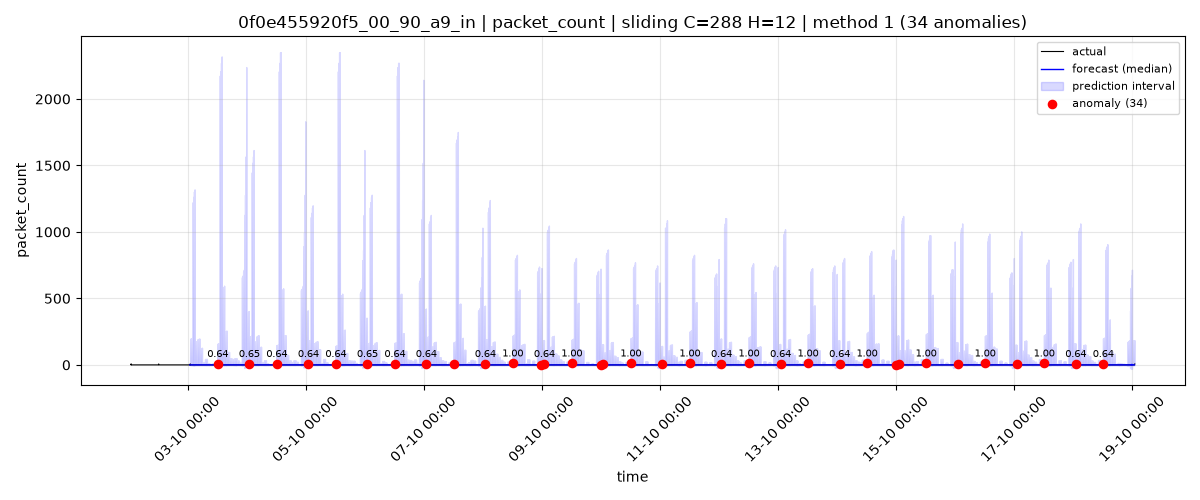 0f0e455920f5_00_90_a9_in | packet_count | sliding C=288 H=12 | method 1 (34 anomalies)
actual
forecast (median)
prediction interval
anomaly (34)
packet_count
2000
1500
1000
500
0
0.64 0.65 0.64 0.64 0.64 0.65 0.64 0.64 0.64 1.00 0.64 1.00 1.00 1.00 0.64 1.00 0.64 1.00 0.64 1.00 1.00 1.00 1.00 0.64 0.64
03-10 00:00
05-10 00:00
07-10 00:00
09-10 00:00
11-10 00:00
13-10 00:00
15-10 00:00
17-10 00:00
19-10 00:00
time